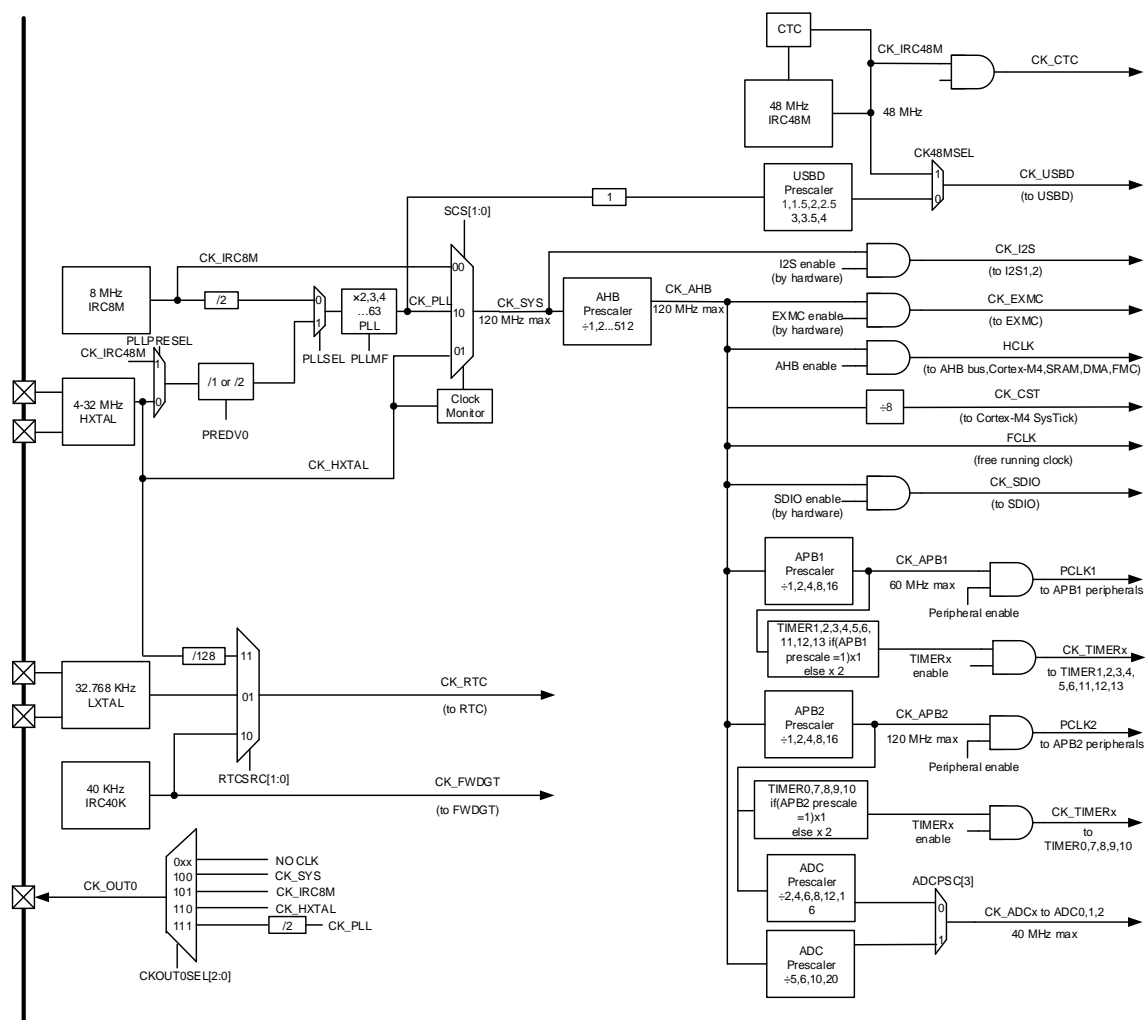 CTC
CK_IRC48M
CK_CTC
48 MHz
IRC48M
48 MHz
CK48MSEL
USBD
Prescaler
1,1.5,2,2.5
3,3.5,4
1
0
CK_USBD
(to USBD)
1
SCS[1:0]
CK_IRC8M
8 MHz
IRC8M
/2
0
1
×2,3,4
...63
PLL
CK_PLL
00
10
01
CK_SYS
120 MHz max
AHB
Prescaler
÷1,2...512
CK_AHB
120 MHz max
I2S enable
(by hardware)
CK_I2S
(to I2S1,2)
EXMC enable
(by hardware)
CK_EXMC
(to EXMC)
AHB enable
HCLK
(to AHB bus,Cortex-M4,SRAM,DMA,FMC)
PLLPRESEL
CK_IRC48M
1
0
PLLSEL
PLLMF
/1 or /2
PREDV0
4-32 MHz
HXTAL
Clock
Monitor
÷8
CK_CST
(to Cortex-M4 SysTick)
FCLK
(free running clock)
CK_HXTAL
SDIO enable
(by hardware)
CK_SDIO
(to SDIO)
APB1
Prescaler
÷1,2,4,8,16
CK_APB1
60 MHz max
Peripheral enable
PCLK1
to APB1 peripherals
TIMER1,2,3,4,5,6,
11,12,13 if(APB1
prescale =1)x1
else x 2
TIMERx
enable
CK_TIMERx
to TIMER1,2,3,4,
5,6,11,12,13
/128
11
01
10
32.768 KHz
LXTAL
CK_RTC
(to RTC)
RTCSRC[1:0]
APB2
Prescaler
÷1,2,4,8,16
CK_APB2
120 MHz max
Peripheral enable
PCLK2
to APB2 peripherals
40 KHz
IRC40K
CK_FWDGT
(to FWDGT)
TIMER0,7,8,9,10
if(APB2 prescale
=1)x1
else x 2
TIMERx
enable
CK_TIMERx
to
TIMER0,7,8,9,10
CK_OUT0
0xx
100
101
110
111
NO CLK
CK_SYS
CK_IRC8M
CK_HXTAL
/2
CK_PLL
CKOUT0SEL[2:0]
ADC
Prescaler
÷2,4,6,8,12,1
6
ADCPSC[3]
0
1
CK_ADCx to ADC0,1,2
40 MHz max
ADC
Prescaler
÷5,6,10,20